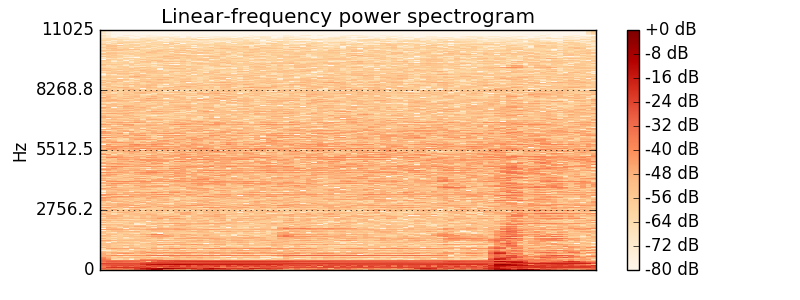 Linear-frequency power spectrogram
11025
8268.8
5512.5
2756.2
0
Hz
+0 dB
-8 dB
-16 dB
-24 dB
-32 dB
-40 dB
-48 dB
-56 dB
-64 dB
-72 dB
-80 dB